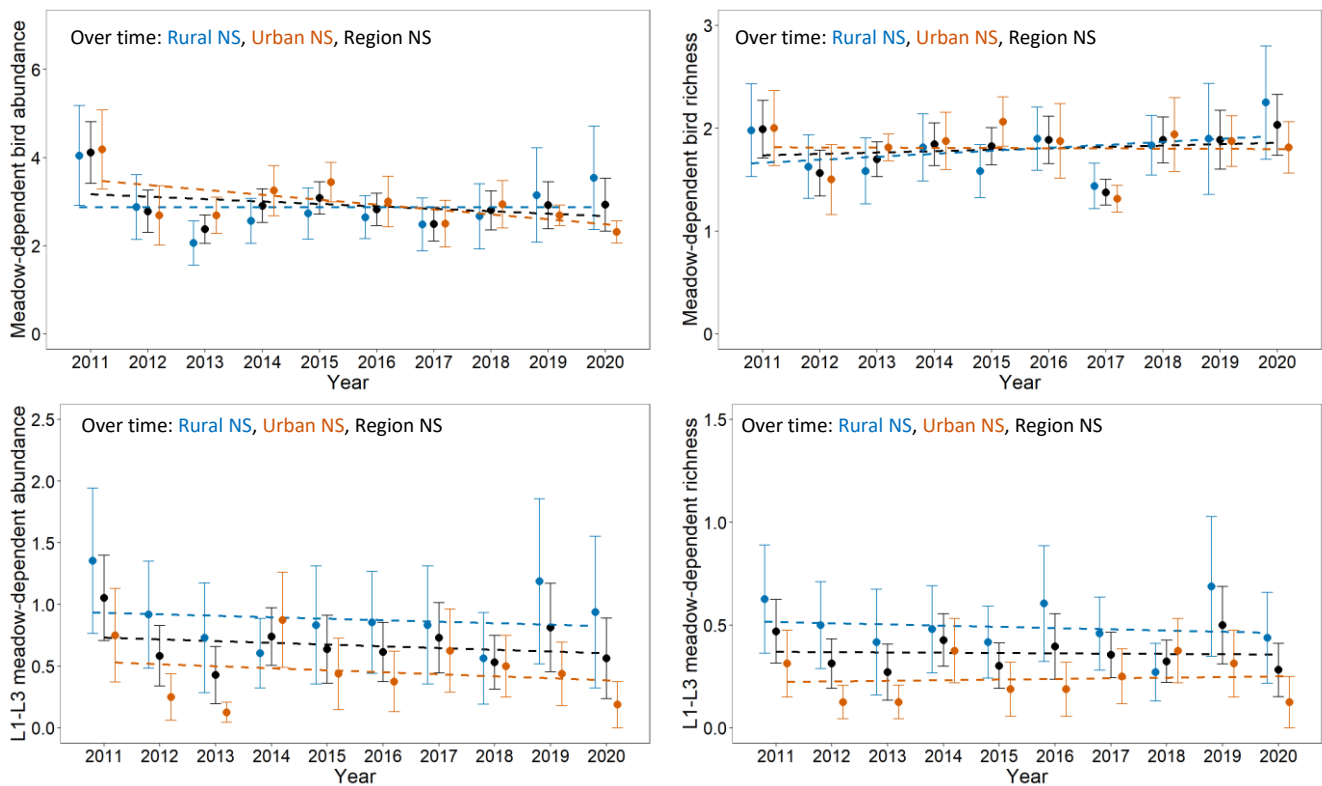 Over time: Rural NS, Urban NS, Region NS
Meadow-dependent bird abundance
6
4
2
0
2011 2012 2013 2014 2015 2016 2017 2018 2019 2020
Year
Over time: Rural NS, Urban NS, Region NS
Meadow-dependent bird richness
3
2
1
0
2011 2012 2013 2014 2015 2016 2017 2018 2019 2020
Year
Over time: Rural NS, Urban NS, Region NS
L1-L3 meadow-dependent abundance
2.5
2.0
1.5
1.0
0.5
0.0
2011 2012 2013 2014 2015 2016 2017 2018 2019 2020
Year
Over time: Rural NS, Urban NS, Region NS
L1-L3 meadow-dependent richness
1.5
1.0
0.5
0.0
2011 2012 2013 2014 2015 2016 2017 2018 2019 2020
Year